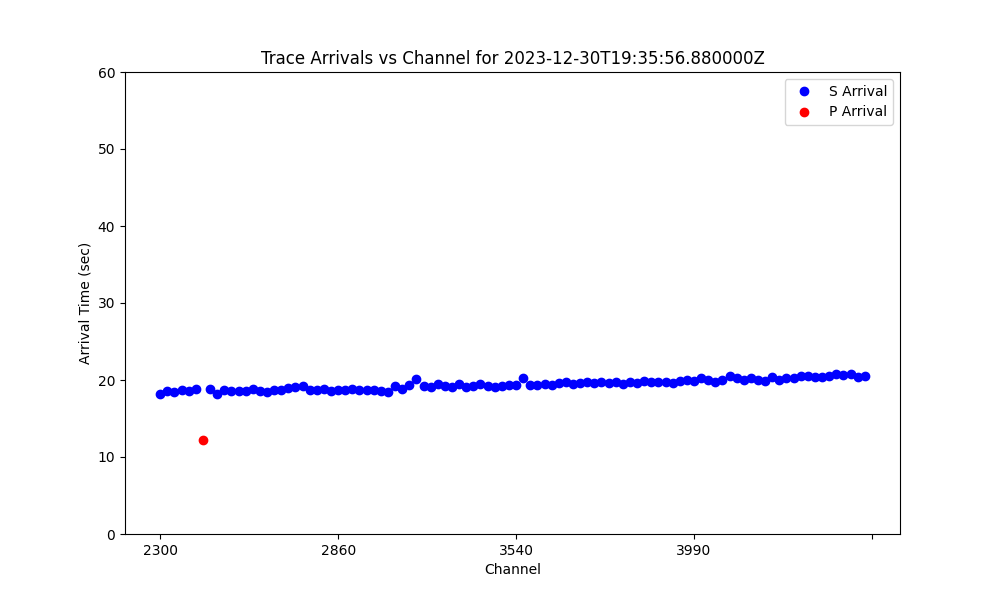 Trace Arrivals vs Channel for 2023-12-30T19:35:56.880000Z
60
50
40
30
20
10
0
Arrival Time (sec)
S Arrival
P Arrival
2300 2860 3540 3990
Channel